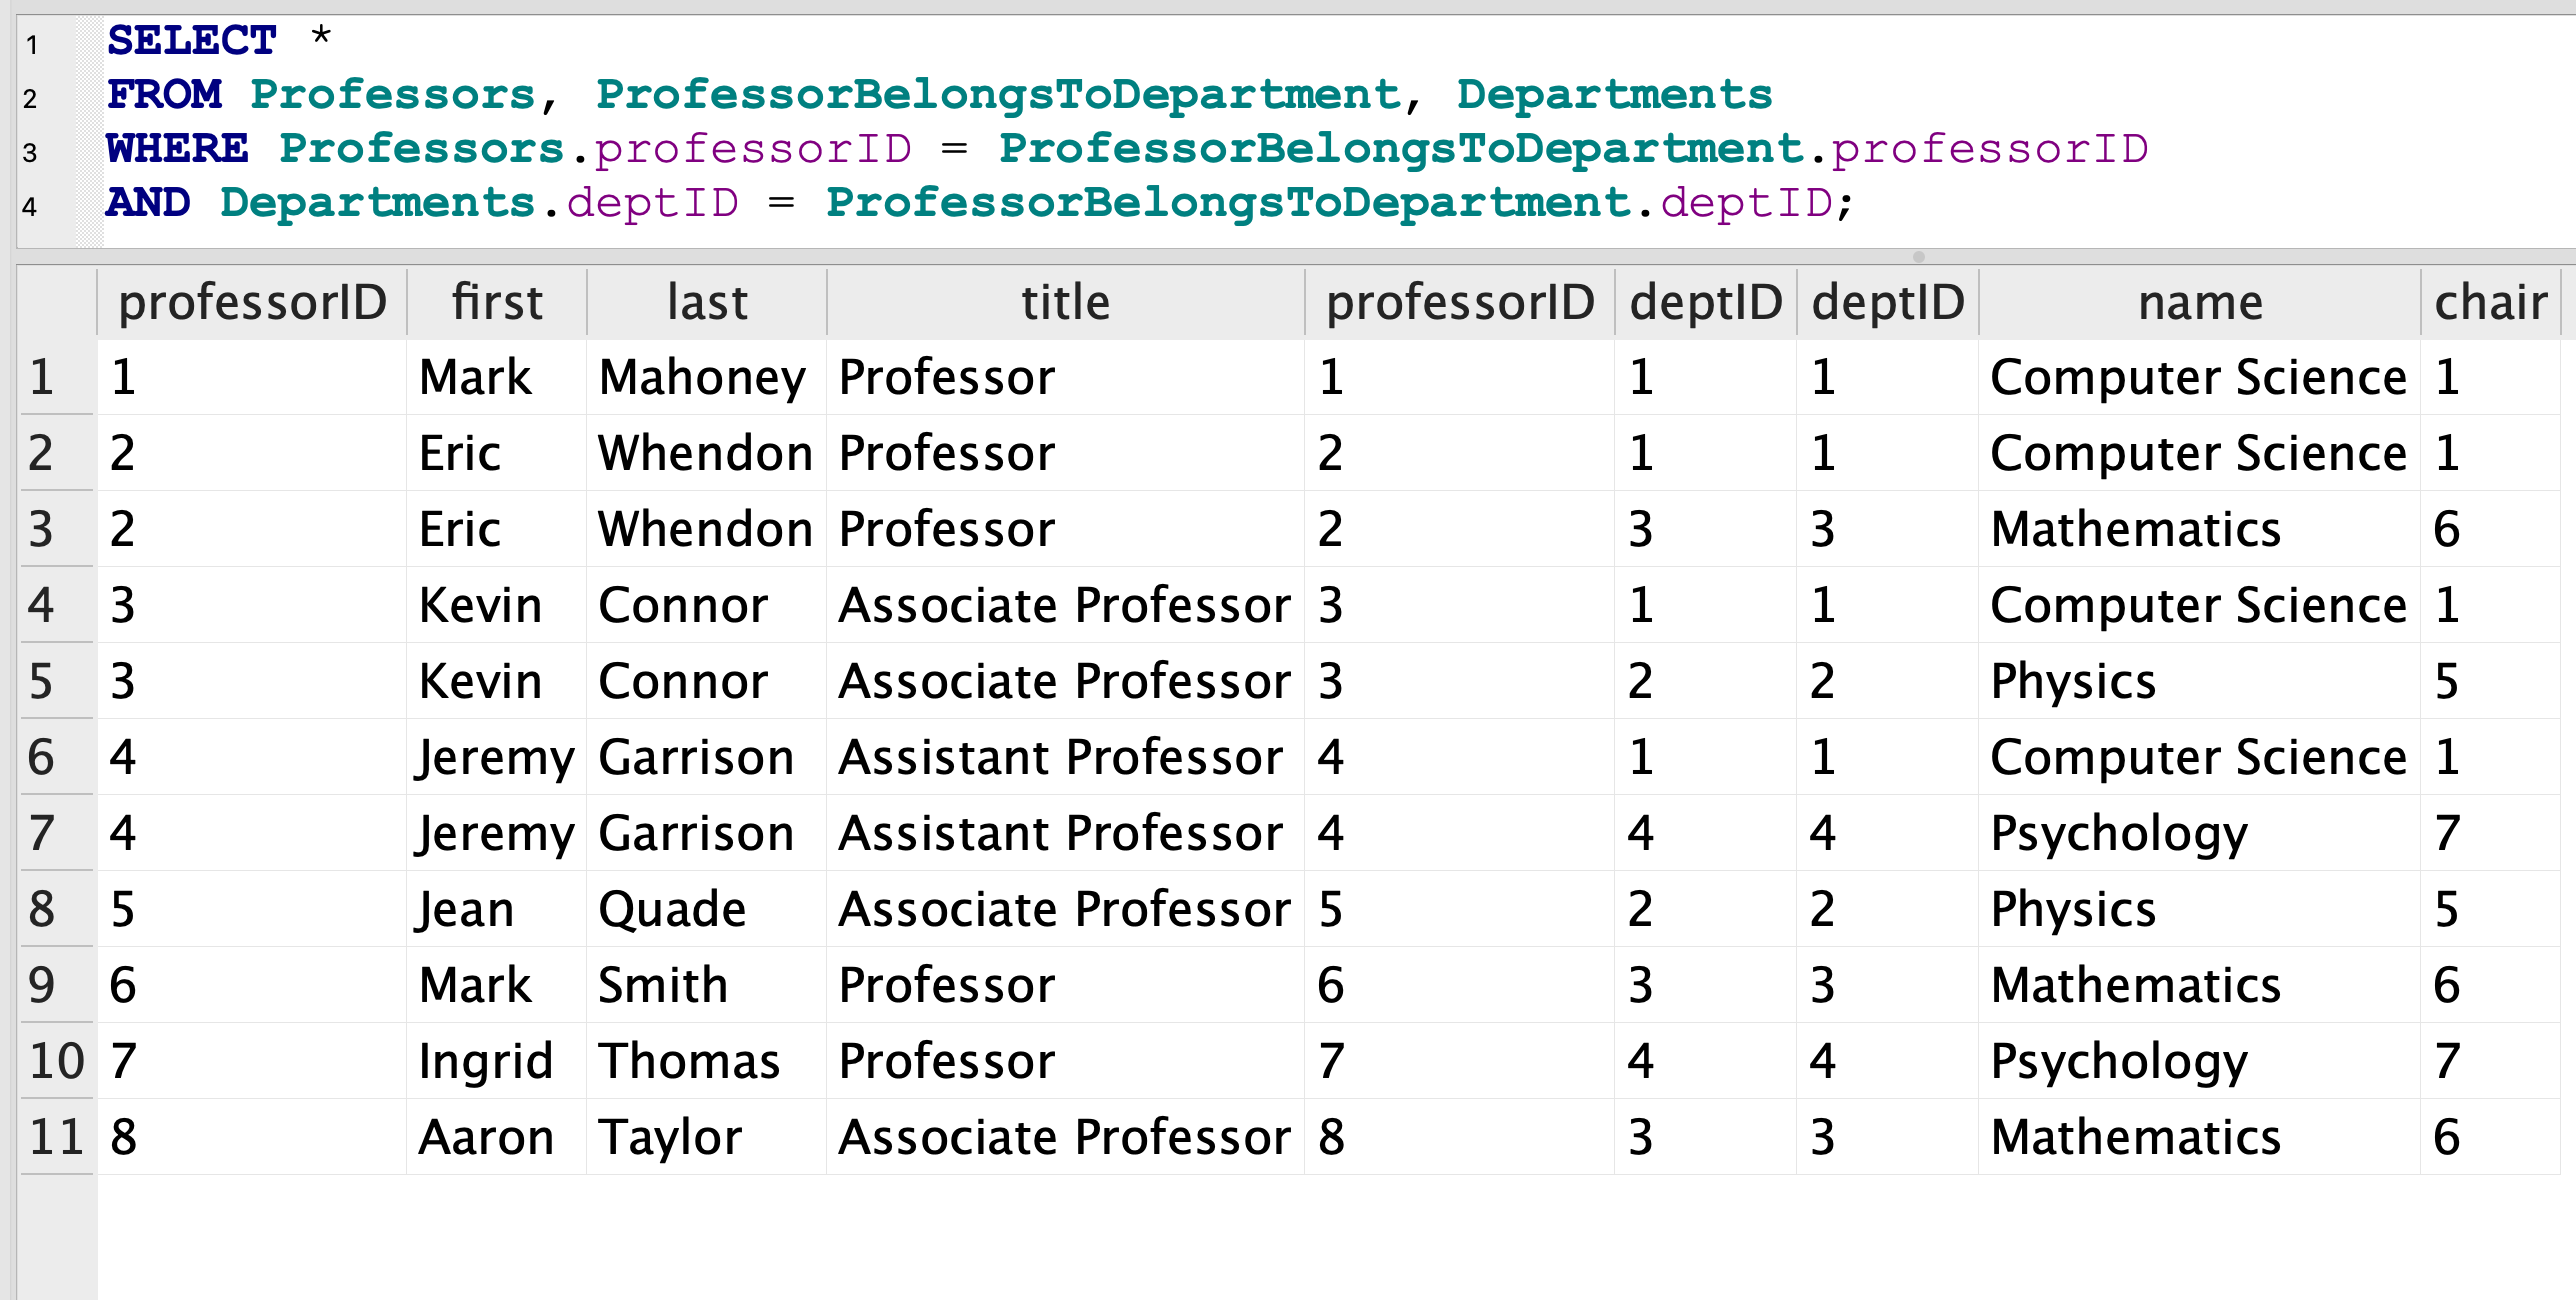 1 SELECT *
2 FROM Professors, ProfessorBelongsToDepartment, Departments
3 WHERE Professors.professorID = ProfessorBelongsToDepartment.professorID
4 AND Departments.deptID = ProfessorBelongsToDepartment.deptID;
professorID first last title professorID deptID deptID name chair
1 1 Mark Mahoney Professor 1 1 1 Computer Science 1
2 2 Eric Whendon Professor 2 1 1 Computer Science 1
3 2 Eric Whendon Professor 2 3 3 Mathematics 6
4 3 Kevin Connor Associate Professor 3 1 1 Computer Science 1
5 3 Kevin Connor Associate Professor 3 2 2 Physics 5
6 4 Jeremy Garrison Assistant Professor 4 1 1 Computer Science 1
7 4 Jeremy Garrison Assistant Professor 4 4 4 Psychology 7
8 5 Jean Quade Associate Professor 5 2 2 Physics 5
9 6 Mark Smith Professor 6 3 3 Mathematics 6
10 7 Ingrid Thomas Professor 7 4 4 Psychology 7
11 8 Aaron Taylor Associate Professor 8 3 3 Mathematics 6